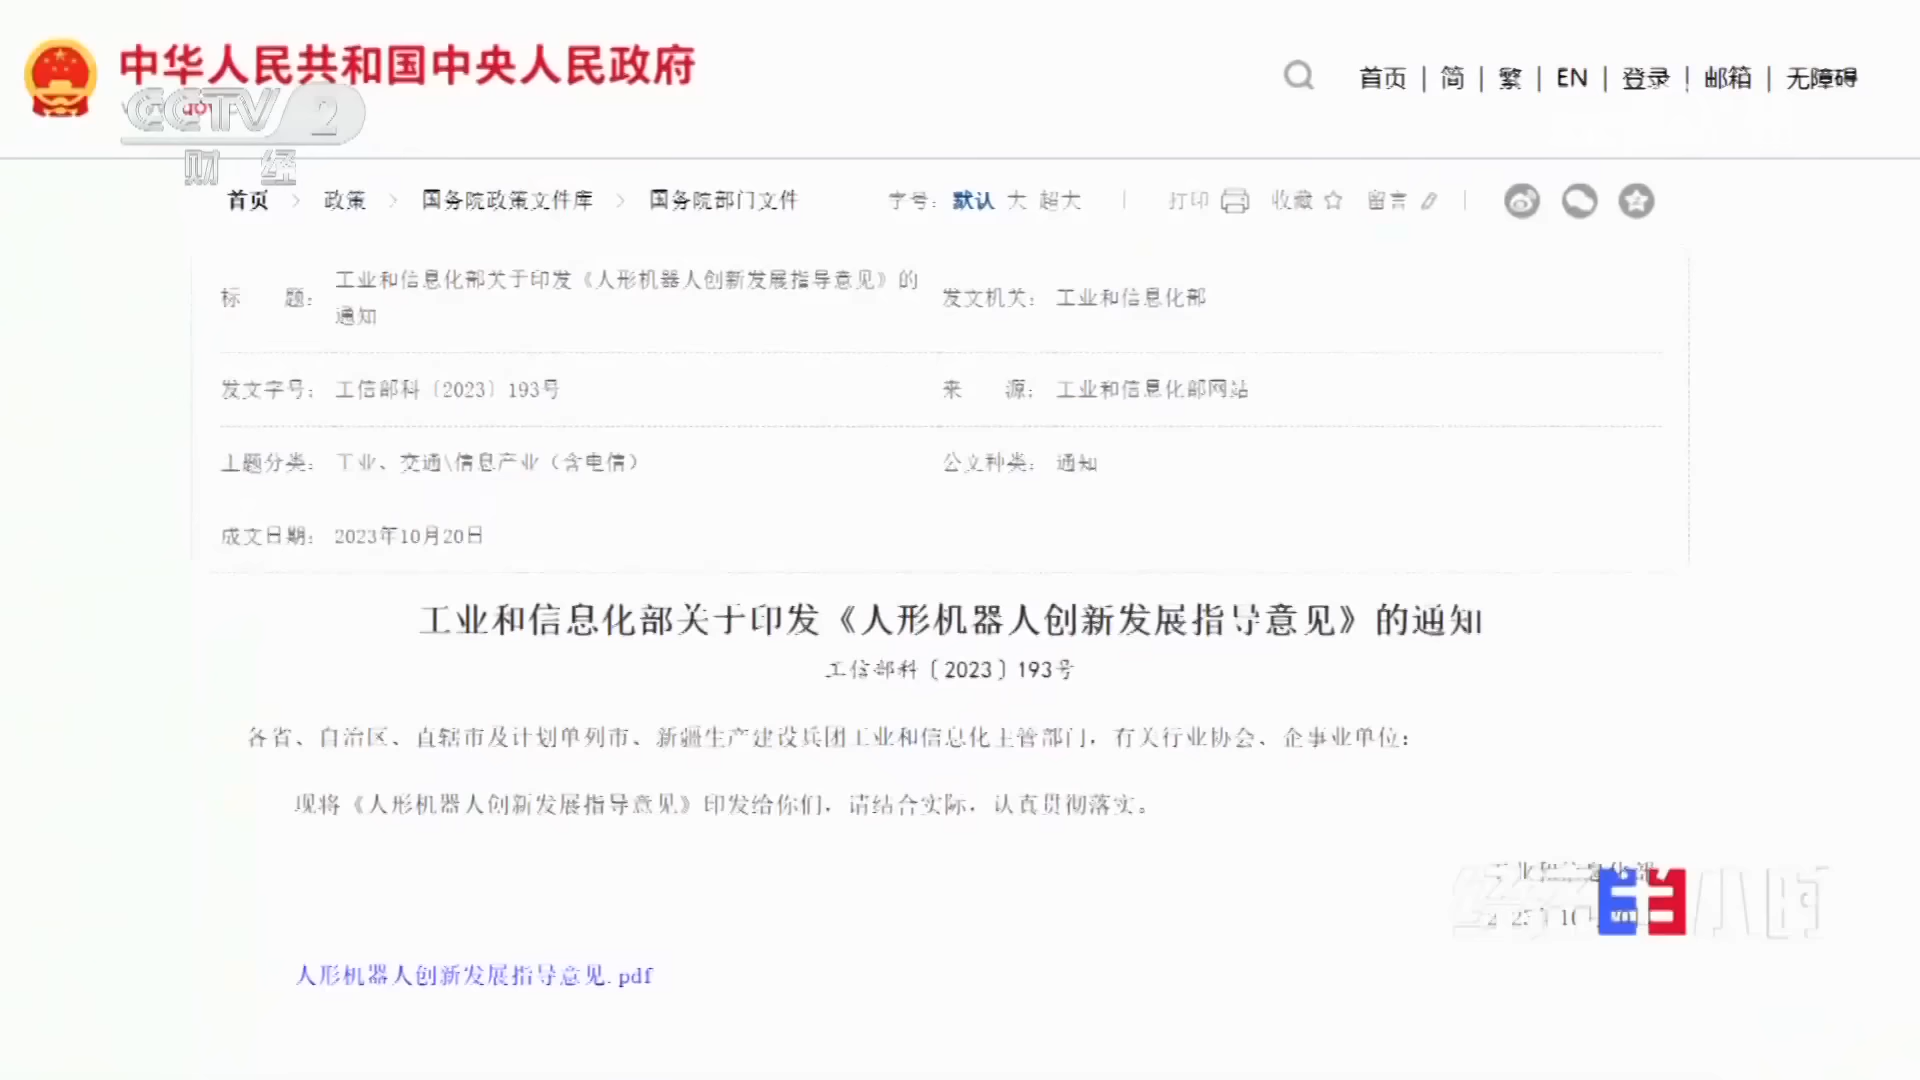 中华人民共和国中央人民政府
CCTV 2
财 经
首页 | 简 | 繁 | EN | 登录 | 邮箱 | 无障碍
首页 > 政策 > 国务院政策文件库 > 国务院部门文件
字号：默认 大 超大 | 打印 收藏 留言 |
标 题：工业和信息化部关于印发《人形机器人创新发展指导意见》的通知
发文机关：工业和信息化部
发文字号：工信部科〔2023〕193号
来 源：工业和信息化部网站
主题分类：工业、交通\信息产业（含电信）
公文种类：通知
成文日期：2023年10月20日
工业和信息化部关于印发《人形机器人创新发展指导意见》的通知
工信部科〔2023〕193号
各省、自治区、直辖市及计划单列市、新疆生产建设兵团工业和信息化主管部门，有关行业协会、企事业单位：
现将《人形机器人创新发展指导意见》印发给你们，请结合实际，认真贯彻落实。
工业和信息化部
经济半小时
人形机器人创新发展指导意见.pdf